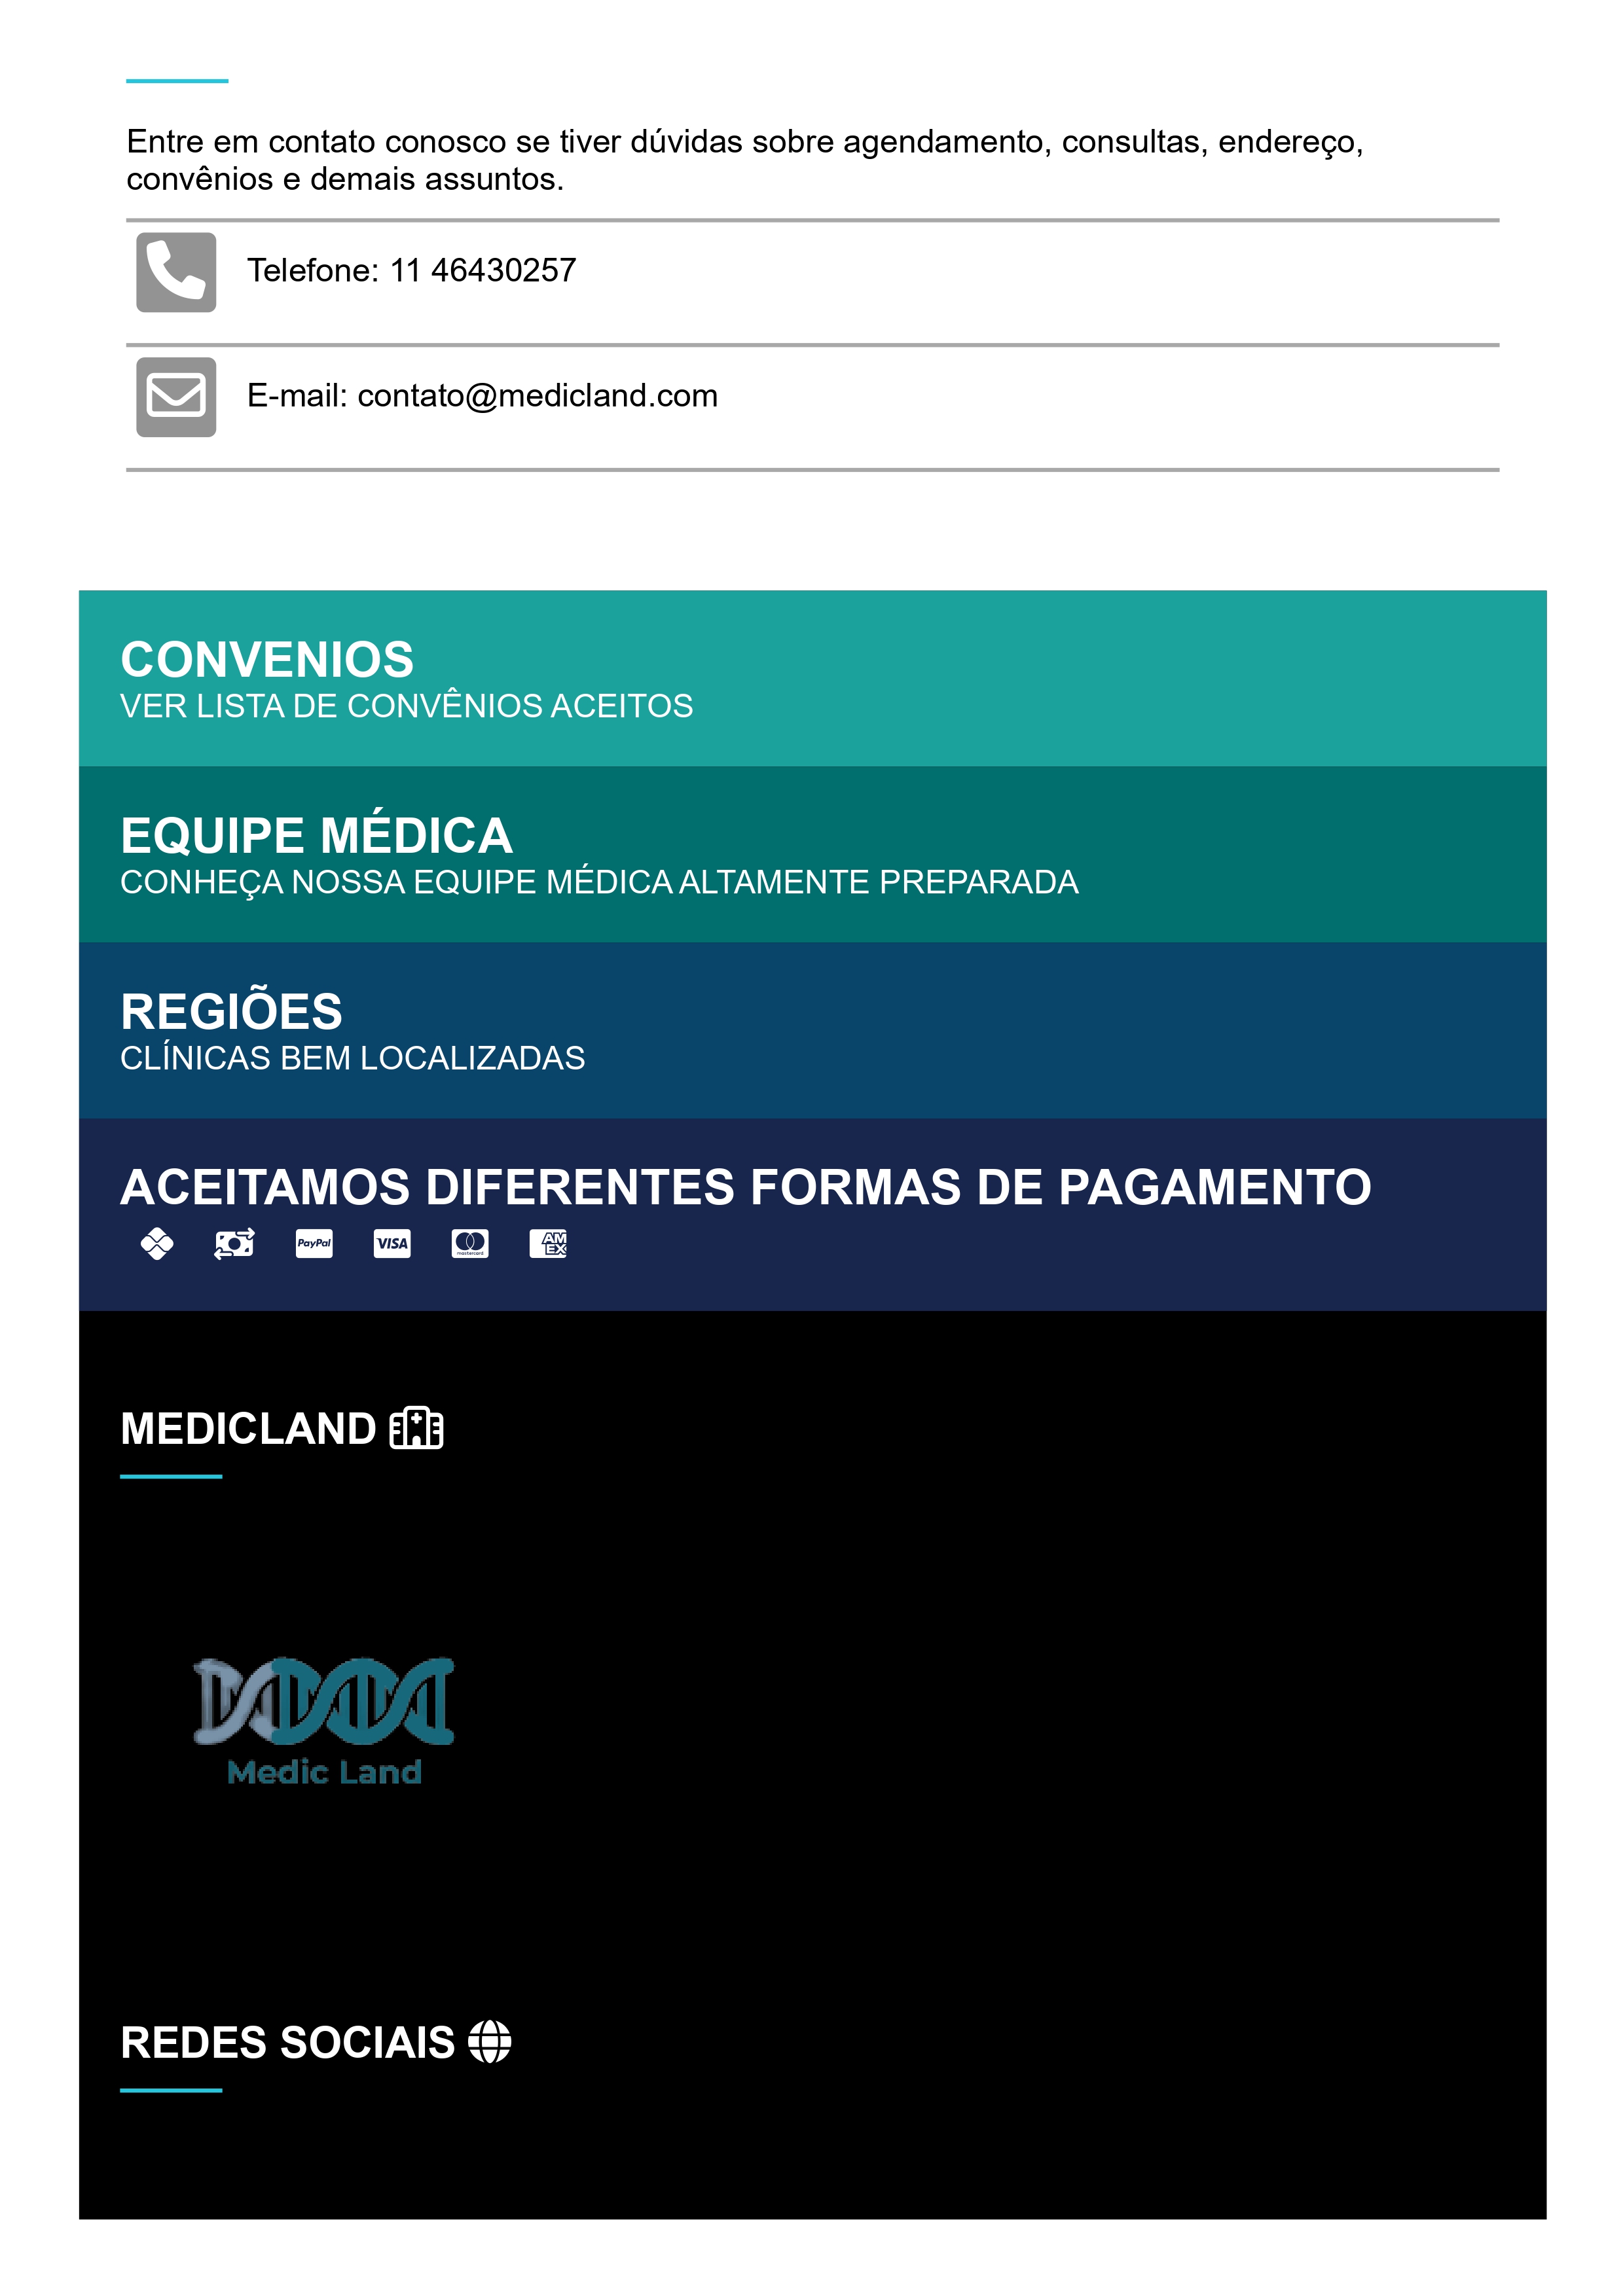 Entre em contato conosco se tiver dúvidas sobre agendamento, consultas, endereço,
convênios e demais assuntos.
Telefone: 11 46430257
E-mail: contato@medicland.com
CONVENIOS
VER LISTA DE CONVÊNIOS ACEITOS
EQUIPE MÉDICA
CONHEÇA NOSSA EQUIPE MÉDICA ALTAMENTE PREPARADA
REGIÕES
CLÍNICAS BEM LOCALIZADAS
ACEITAMOS DIFERENTES FORMAS DE PAGAMENTO
PayPal VISA mastercard AM
EX
MEDICLAND
Medic Land
REDES SOCIAIS